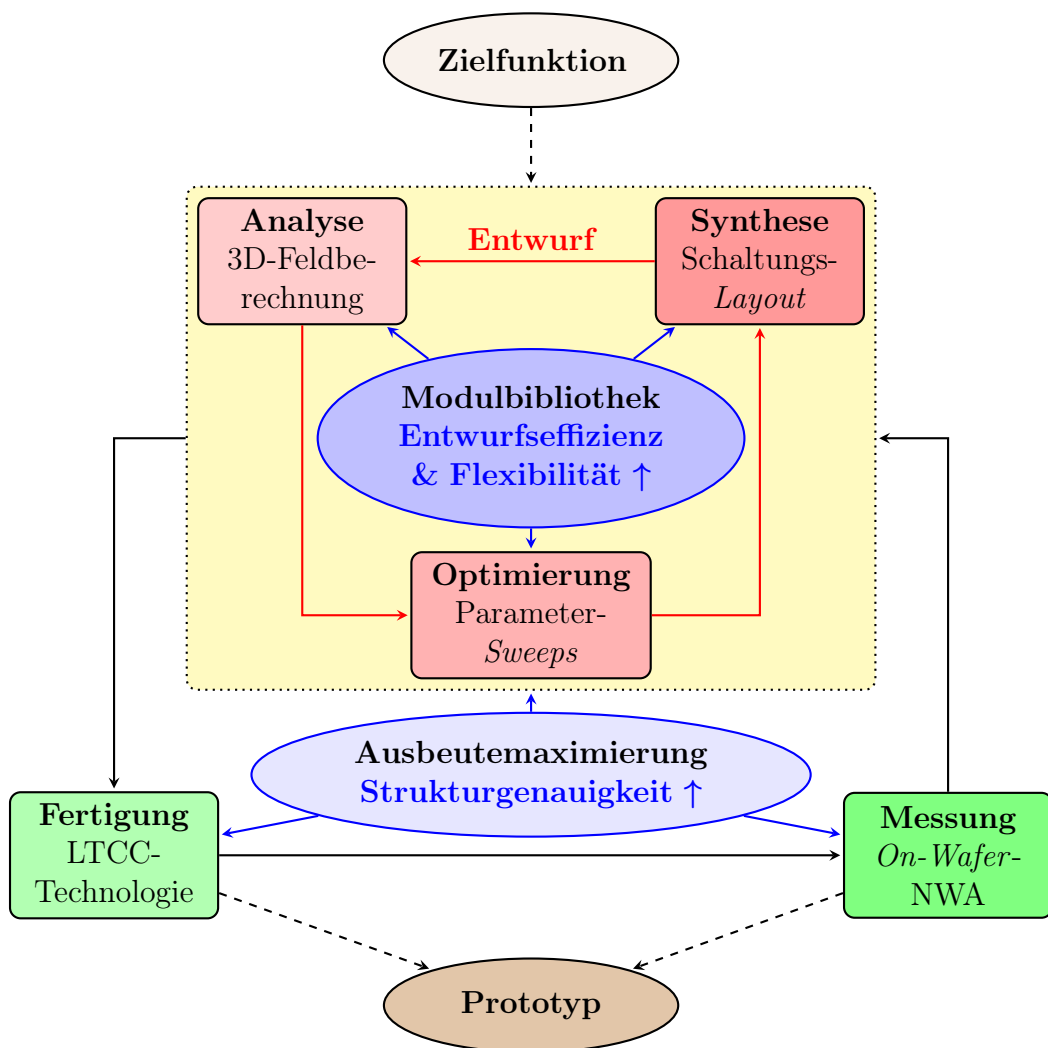 Zielfunktion
Analyse
3D-Feldbe-
rechnung
Entwurf
Synthese
Schaltungs-
Layout
Modulbibliothek
Entwurfseffizienz
& Flexibilität ↑
Optimierung
Parameter-
Sweeps
Ausbeutemaximierung
Strukturgenauigkeit ↑
Fertigung
LTCC-
Technologie
Messung
On-Wafer-
NWA
Prototyp